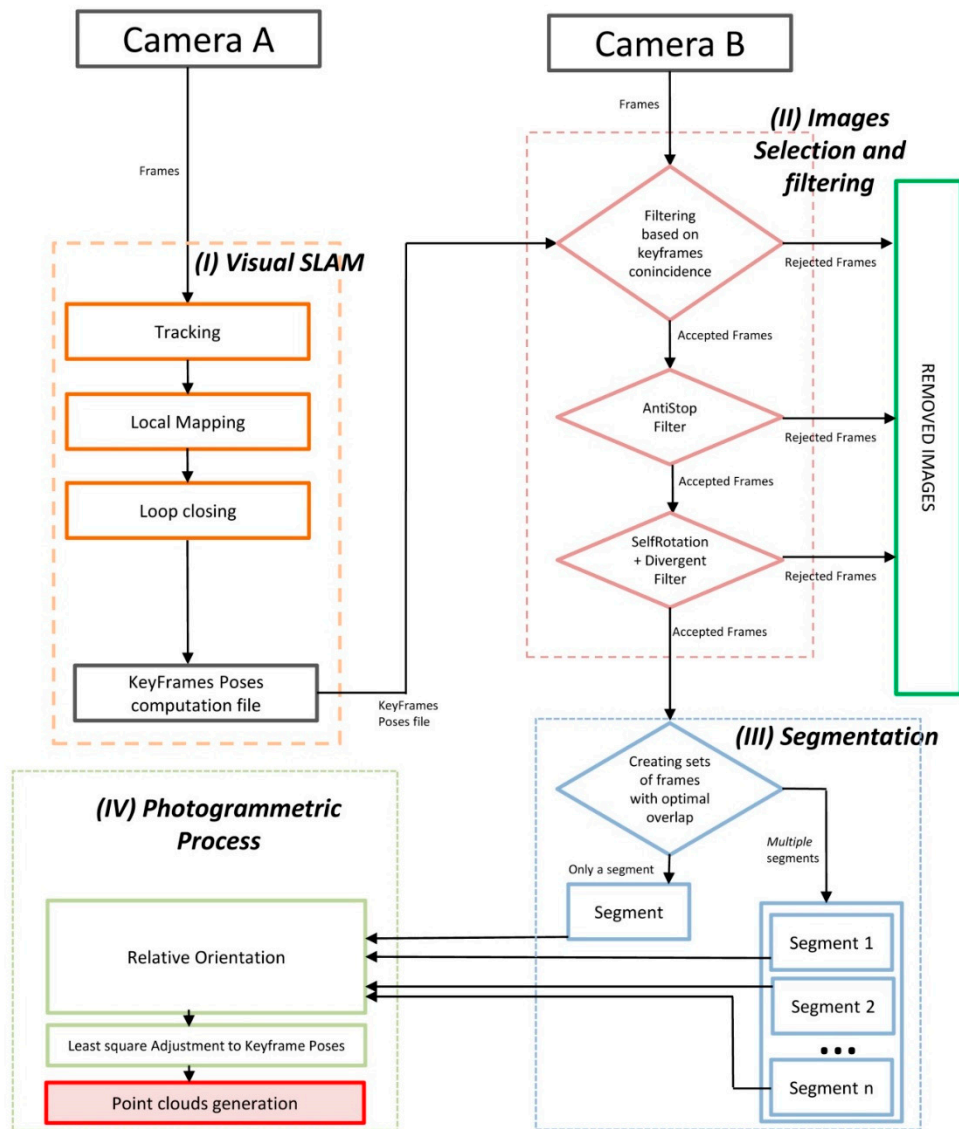 Camera A
Camera B
Frames
Frames
(I) Visual SLAM
Tracking
Local Mapping
Loop closing
KeyFrames Poses
computation file
KeyFrames
Poses file
(II) Images
Selection and
filtering
Filtering
based on
keyframes
conincidence
Rejected Frames
Accepted Frames
AntiStop
Filter
Rejected Frames
Accepted Frames
SelfRotation
+ Divergent
Filter
Rejected Frames
Accepted Frames
REMOVED IMAGES
(III) Segmentation
Creating sets
of frames
with optimal
overlap
Only a segment
Multiple
segments
Segment
Segment 1
Segment 2
...
Segment n
(IV) Photogrammetric
Process
Relative Orientation
Least square Adjustment to Keyframe Poses
Point clouds generation